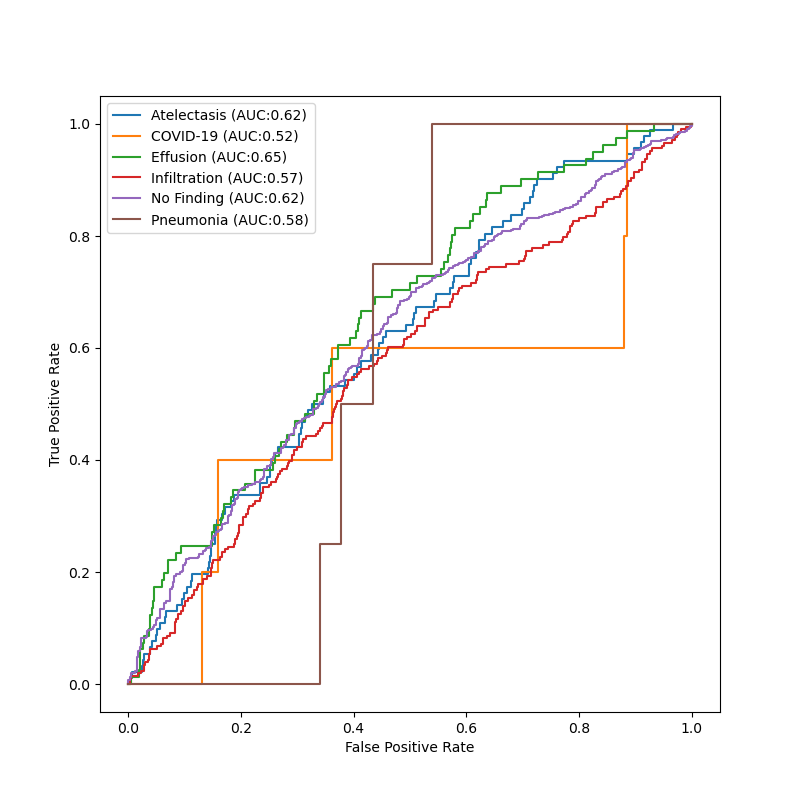 Atelectasis (AUC:0.62)
COVID-19 (AUC:0.52)
Effusion (AUC:0.65)
Infiltration (AUC:0.57)
No Finding (AUC:0.62)
Pneumonia (AUC:0.58)
1.0
0.8
0.6
0.4
0.2
0.0
True Positive Rate
0.0 0.2 0.4 0.6 0.8 1.0
False Positive Rate